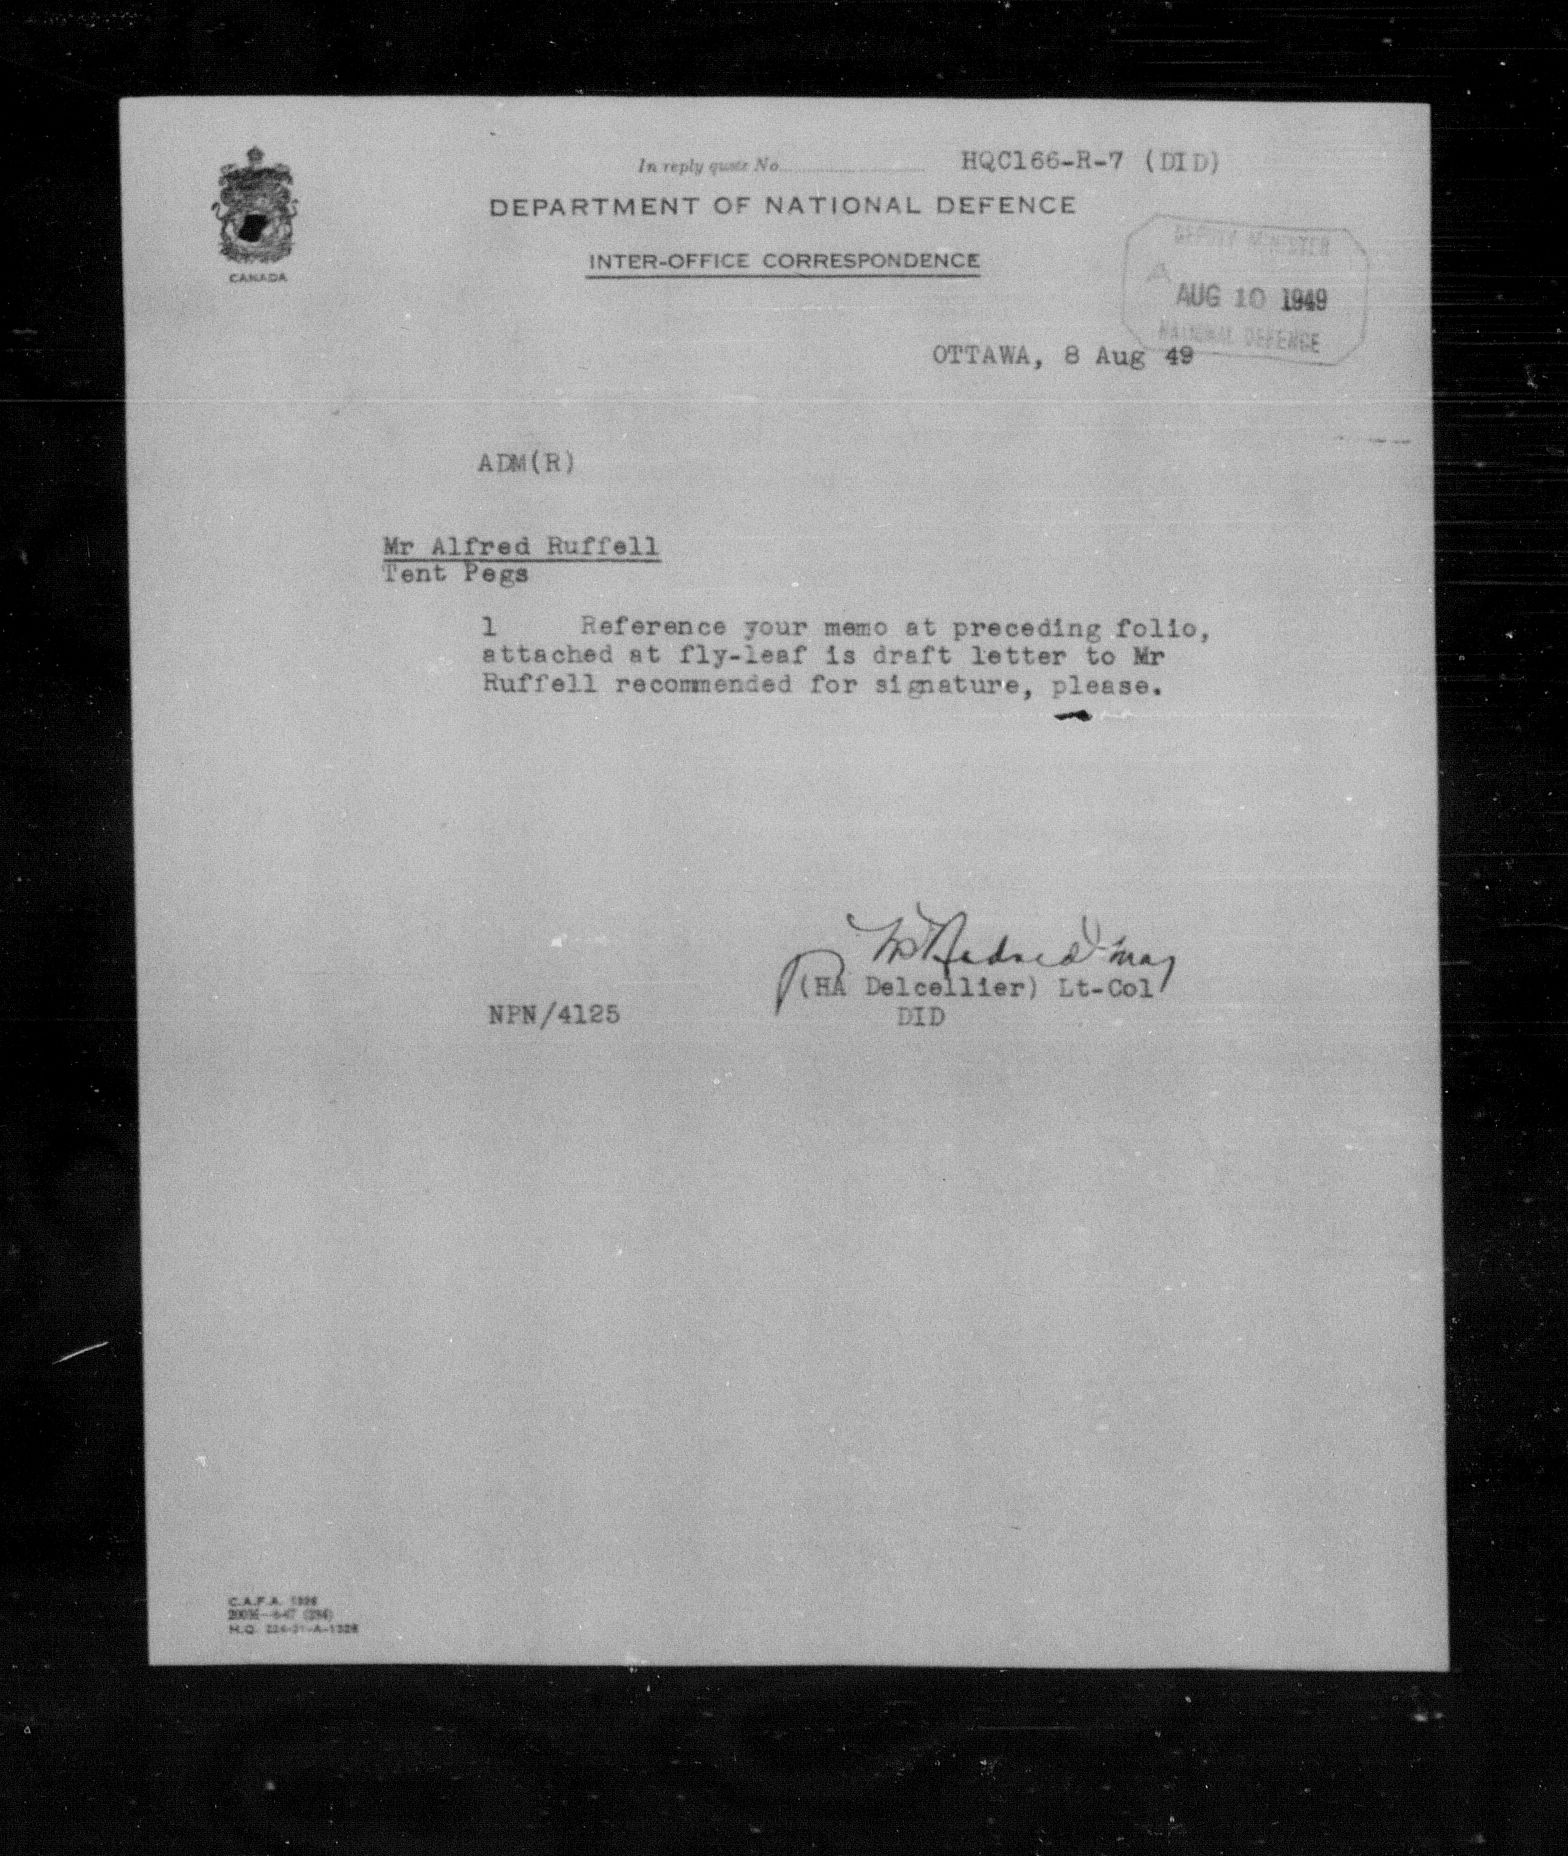 In reply quote No. HQC166-R-7 (DID)
DEPARTMENT OF NATIONAL DEFENCE
INTER-OFFICE CORRESPONDENCE
CANADA
DEPUTY MINISTER
A
AUG 10 1949
NATIONAL DEFENCE
OTTAWA, 8 Aug 49
ADM(R)
Mr Alfred Ruffell
Tent Pegs
1 Reference your memo at preceding folio,
attached at fly-leaf is draft letter to Mr
Ruffell recommended for signature, please.
(HA Delcellier) Lt-Col
NPN/4125 DID
C.A.F.A. 1328
H.Q.